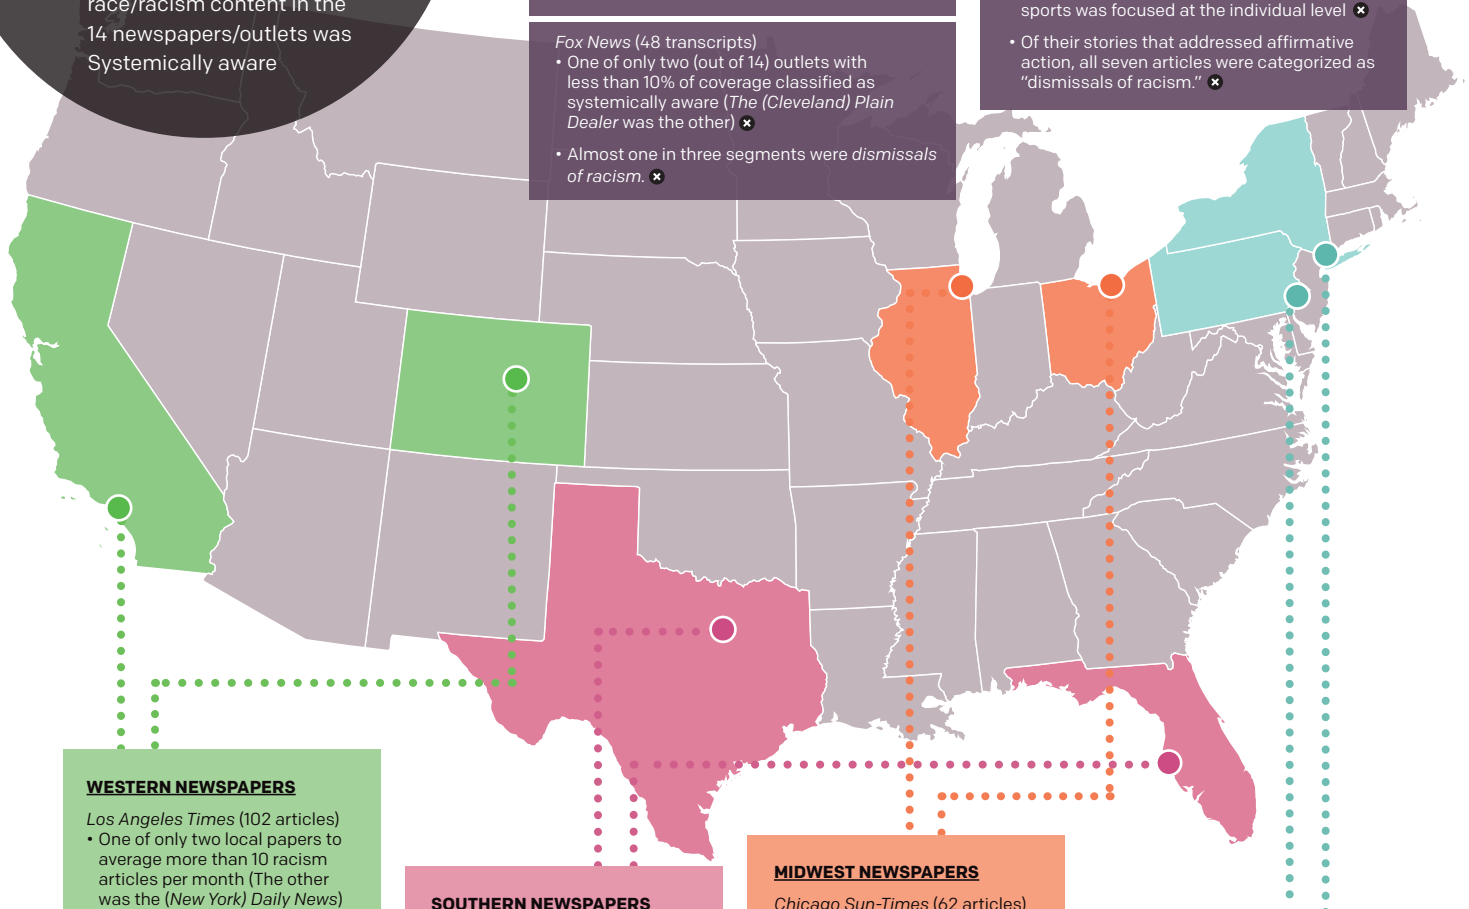 race/racism content in the
14 newspapers/outlets was
Systemically aware
Fox News (48 transcripts)
• One of only two (out of 14) outlets with
less than 10% of coverage classified as
systemically aware (The (Cleveland) Plain
Dealer was the other)
• Almost one in three segments were dismissals
of racism.
sports was focused at the individual level
• Of their stories that addressed affirmative
action, all seven articles were categorized as
“dismissals of racism.”
WESTERN NEWSPAPERS
Los Angeles Times (102 articles)
• One of only two local papers to
average more than 10 racism
articles per month (The other
was the (New York) Daily News)
SOUTHERN NEWSPAPERS
MIDWEST NEWSPAPERS
Chicago Sun-Times (62 articles)